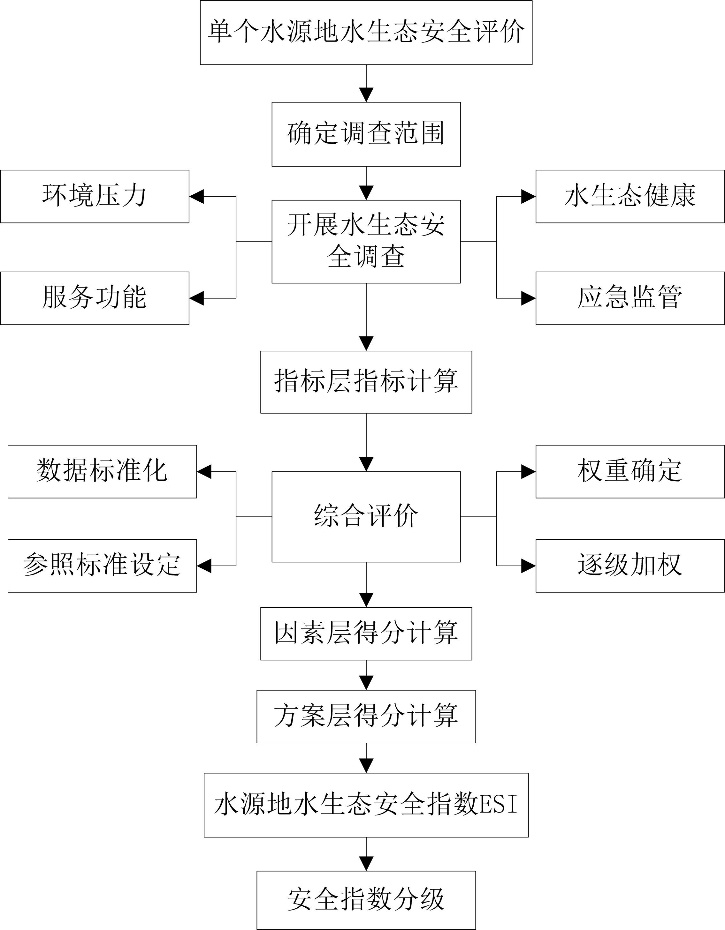 单个水源地水生态安全评价
确定调查范围
环境压力
水生态健康
开展水生态安
全调查
服务功能
应急监管
指标层指标计算
数据标准化
权重确定
综合评价
参照标准设定
逐级加权
因素层得分计算
方案层得分计算
水源地水生态安全指数ESI
安全指数分级